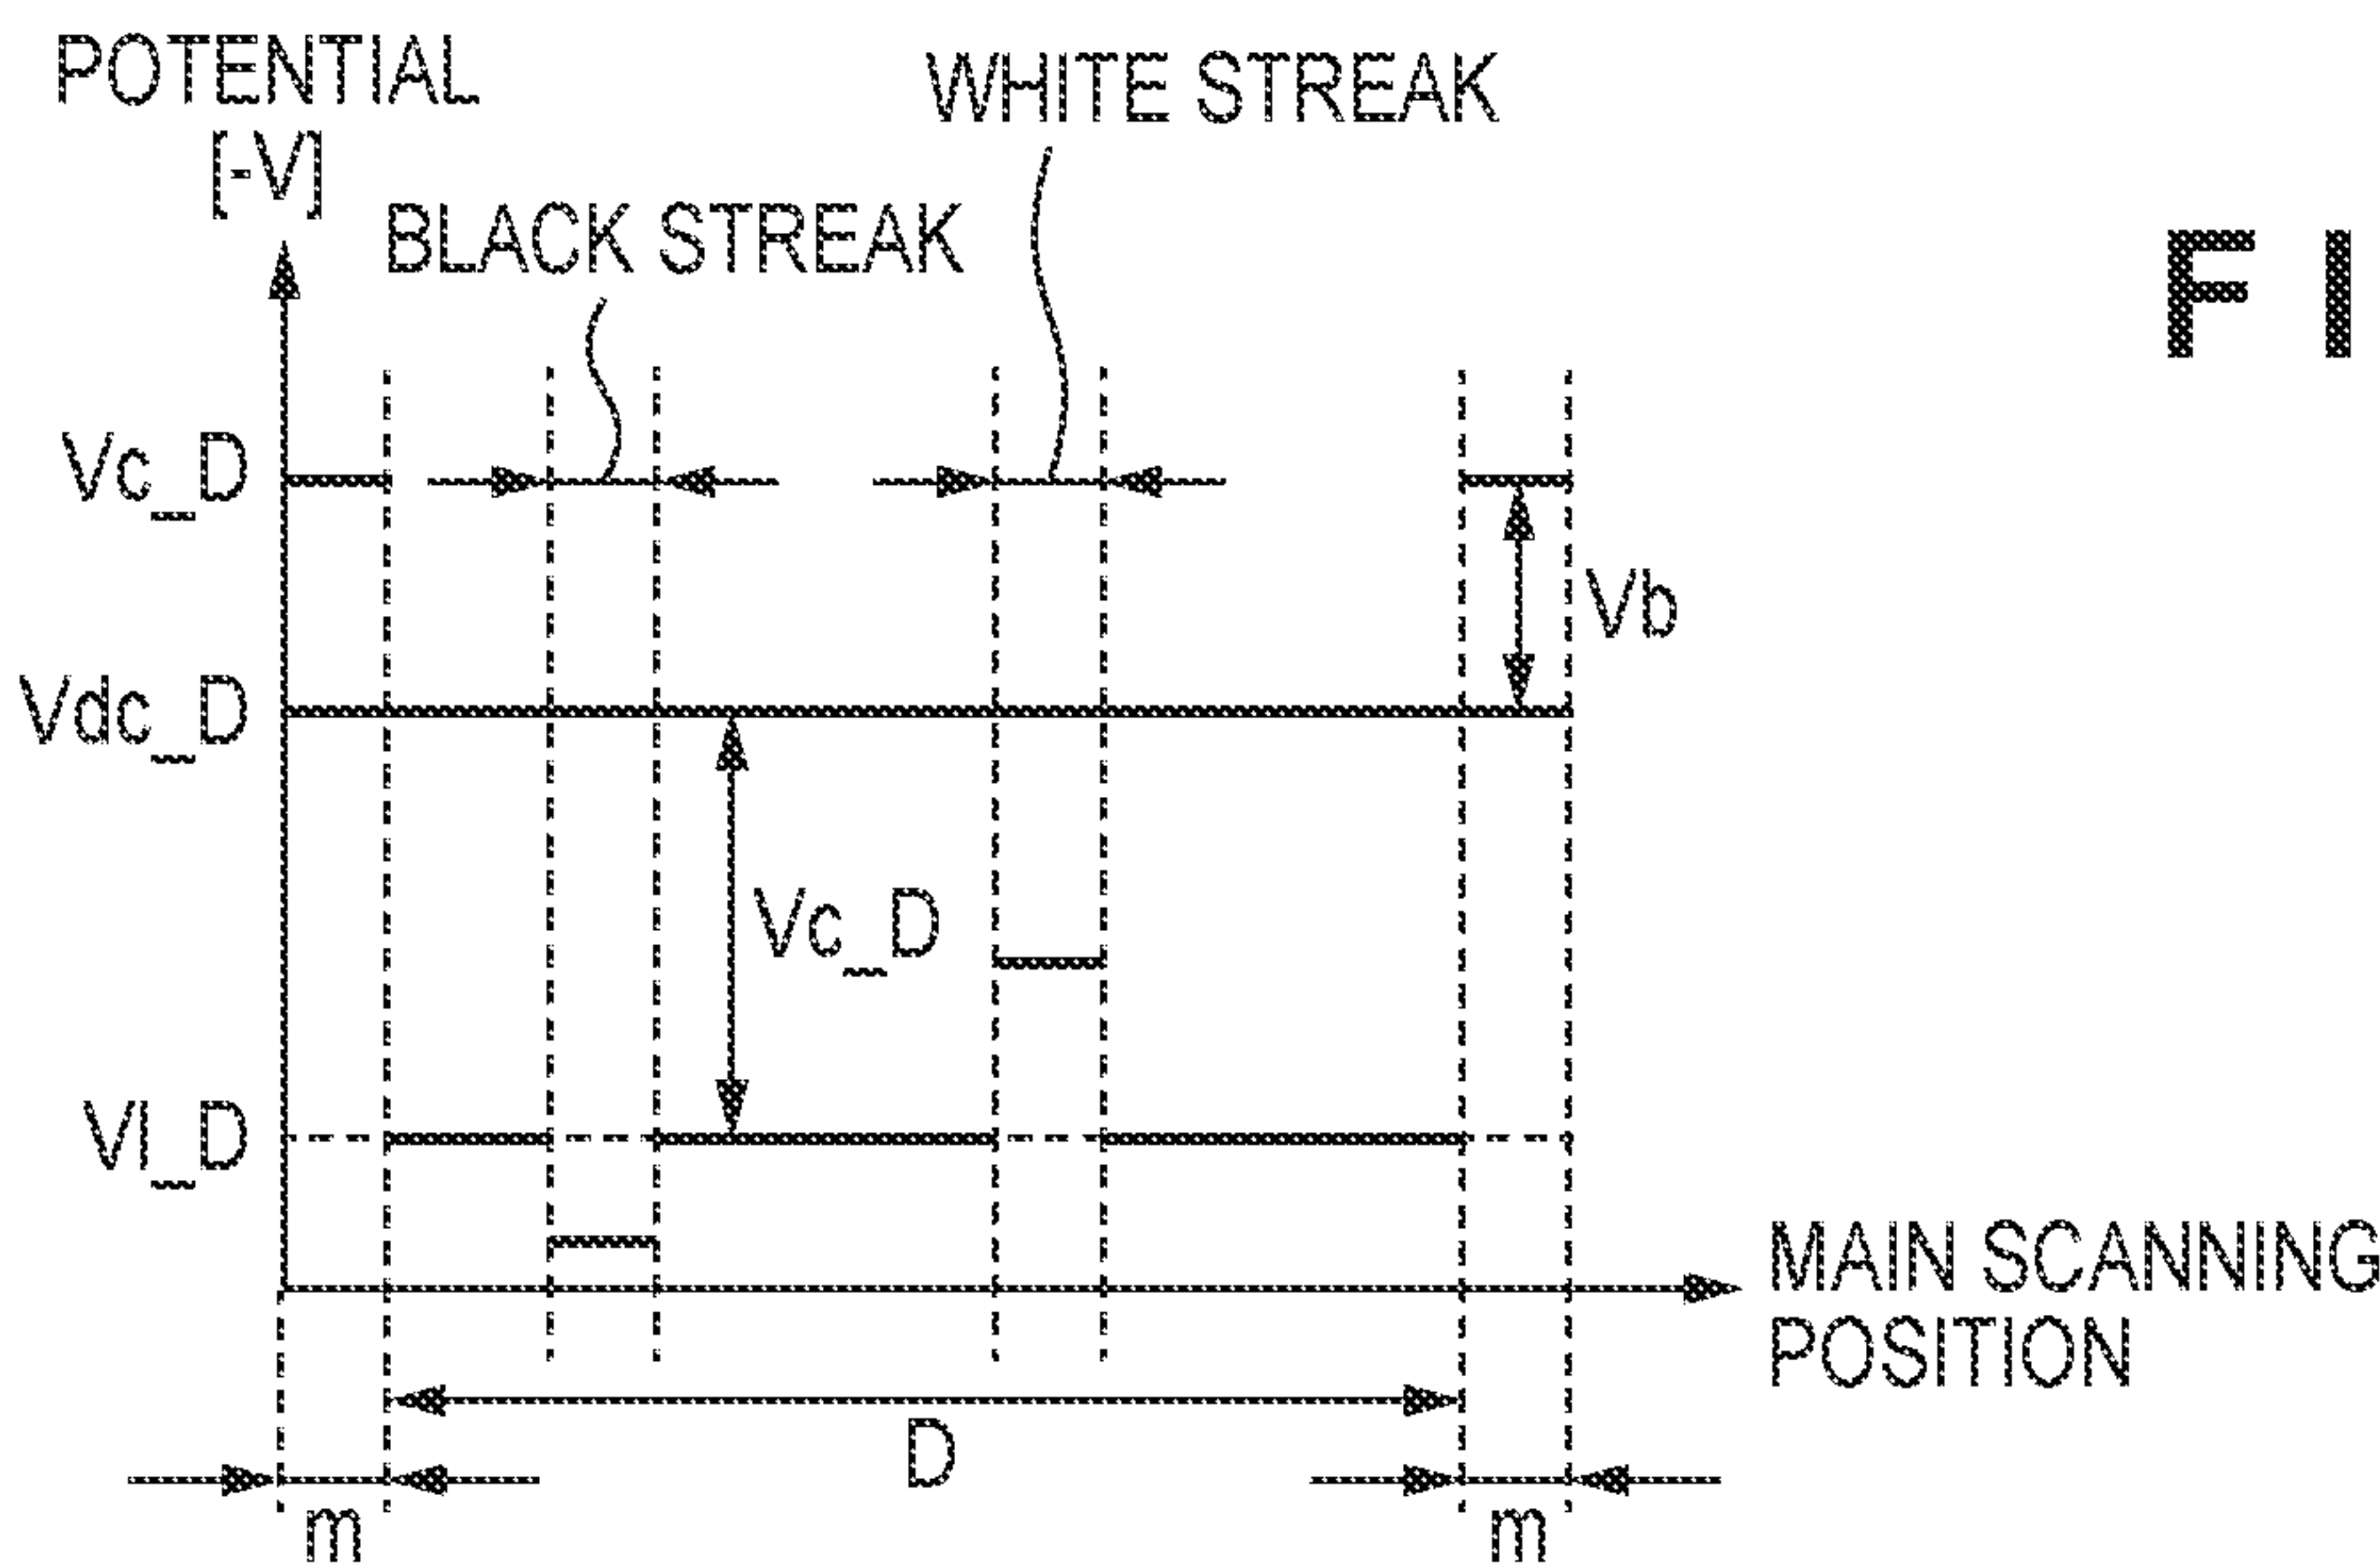 POTENTIAL
[-V]
WHITE STREAK
BLACK STREAK
FI
Vc_D
Vb
Vdc_D
Vc_D
Vl_D
MAIN SCANNING
POSITION
D
m
m